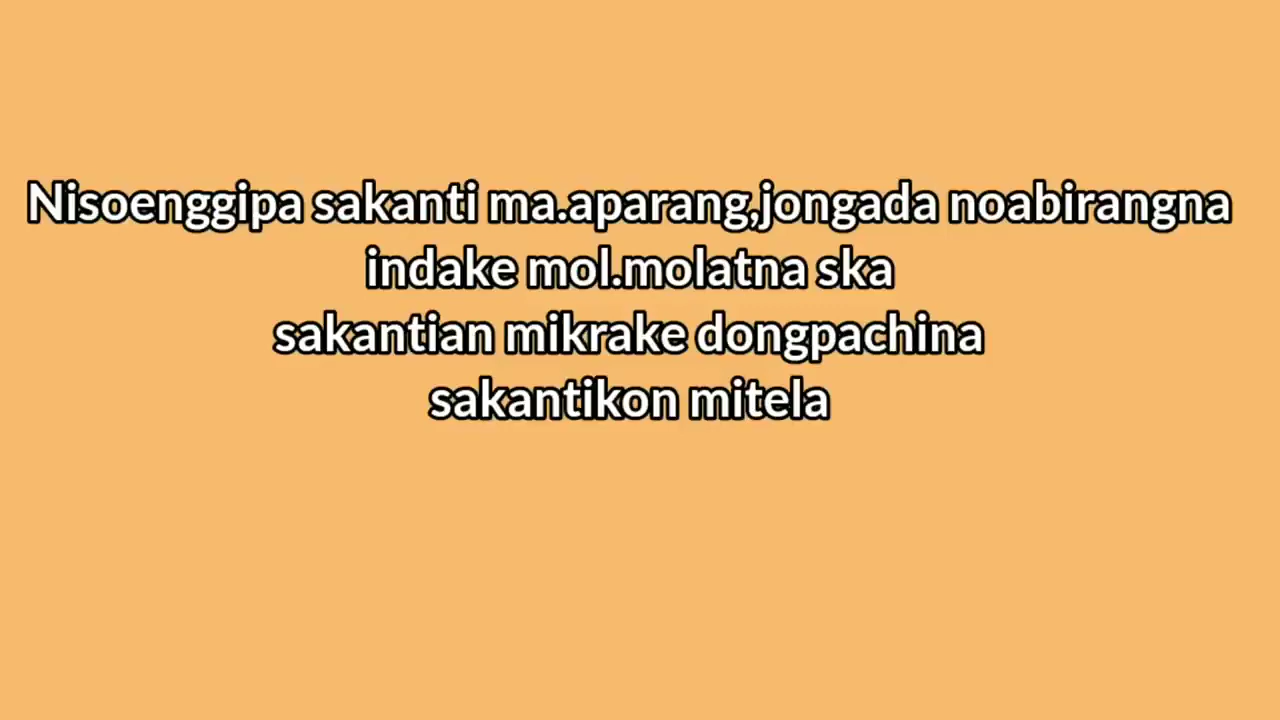 Nisoenggipa sakanti ma.aparang,jongada noabirangna
indake mol.molatna ska
sakantian mikrake dongpachina
sakantikon mitela